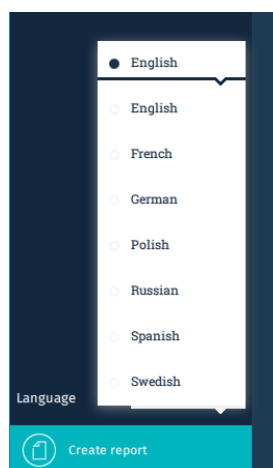 English
English
French
German
Polish
Russian
Spanish
Swedish
Language
Create report